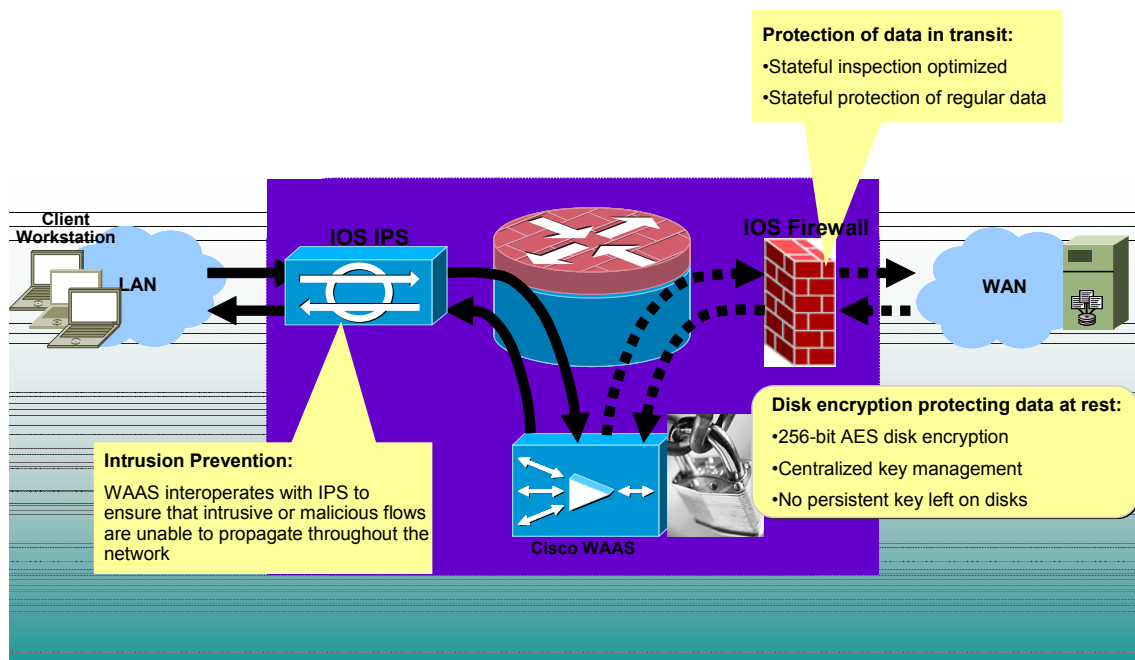 Protection of data in transit:
•Stateful inspection optimized
•Stateful protection of regular data
Client
Workstation
LAN
IOS IPS
IOS Firewall
WAN
Intrusion Prevention:
WAAS interoperates with IPS to
ensure that intrusive or malicious flows
are unable to propagate throughout the
network
Cisco WAAS
Disk encryption protecting data at rest:
•256-bit AES disk encryption
•Centralized key management
•No persistent key left on disks